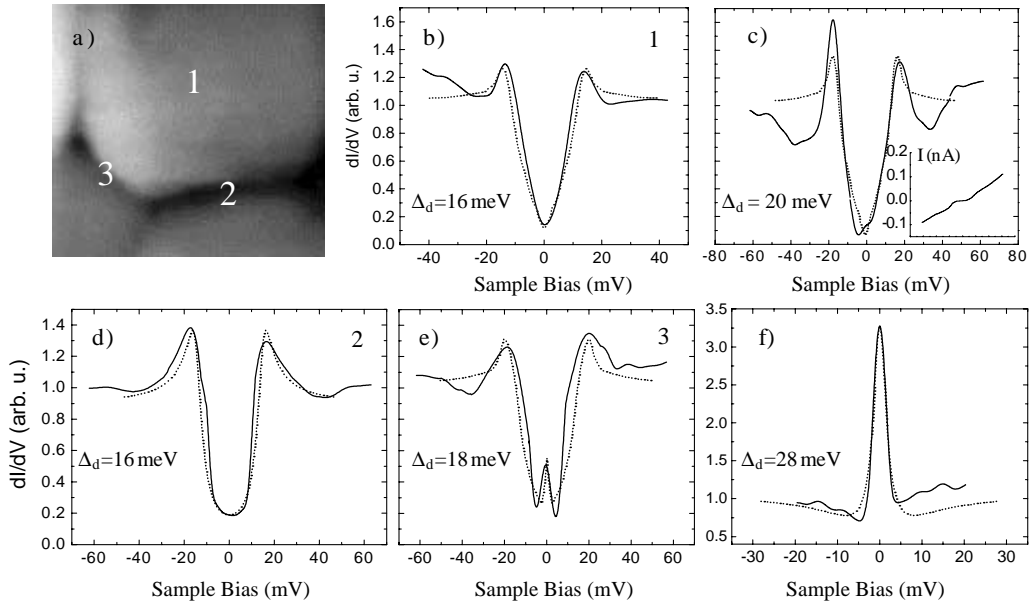 a)
1
3
2
b)
1
dI/dV (arb. u.)
1.6
1.4
1.2
1.0
0.8
0.6
0.4
0.2
0.0
Δd=16 meV
-40 -20 0 20 40
Sample Bias (mV)
c)
0.2
0.1
0.0
-0.1
I (nA)
Δd = 20 meV
-80 -60 -40 -20 0 20 40 60 80
Sample Bias (mV)
d)
2
dI/dV (arb. u.)
1.4
1.2
1.0
0.8
0.6
0.4
0.2
0.0
Δd=16 meV
-60 -40 -20 0 20 40 60
Sample Bias (mV)
e)
3
Δd=18 meV
-60 -40 -20 0 20 40 60
Sample Bias (mV)
f)
3.5
3.0
2.5
2.0
1.5
1.0
0.5
Δd=28 meV
-30 -20 -10 0 10 20 30
Sample Bias (mV)